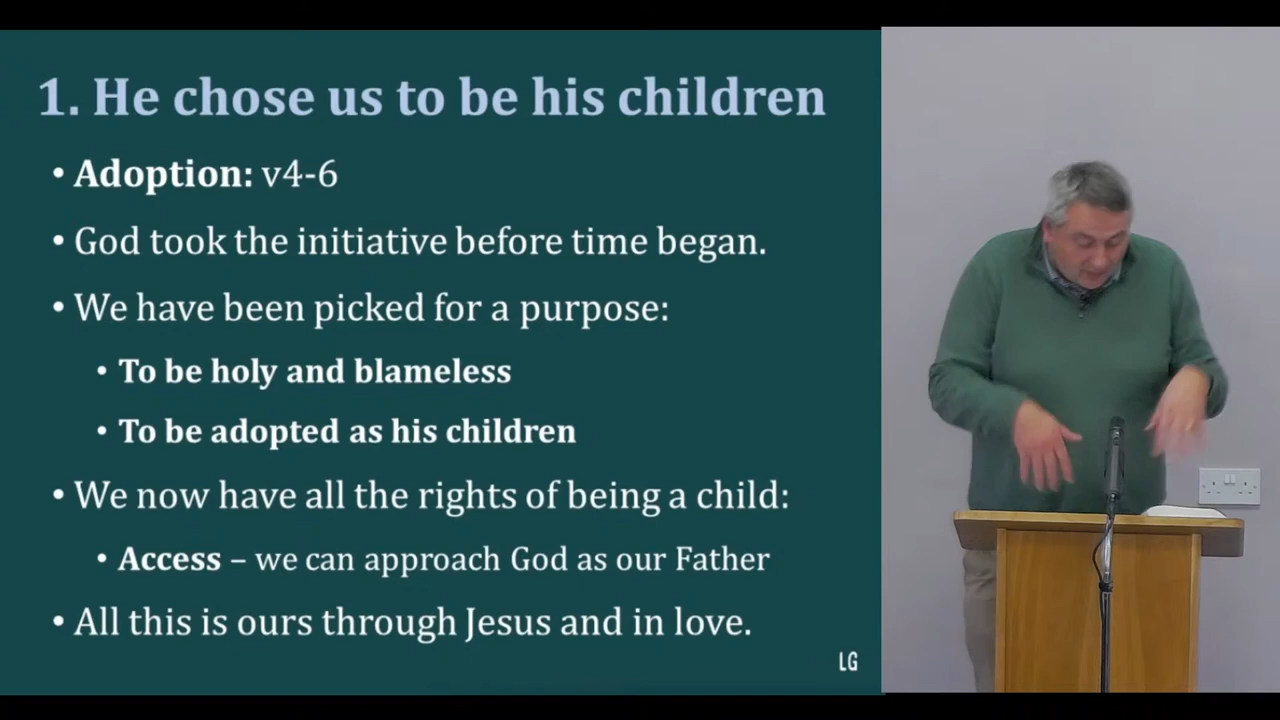 1. He chose us to be his children
• Adoption: v4-6
• God took the initiative before time began.
• We have been picked for a purpose:
• To be holy and blameless
• To be adopted as his children
• We now have all the rights of being a child:
• Access – we can approach God as our Father
• All this is ours through Jesus and in love.
LG